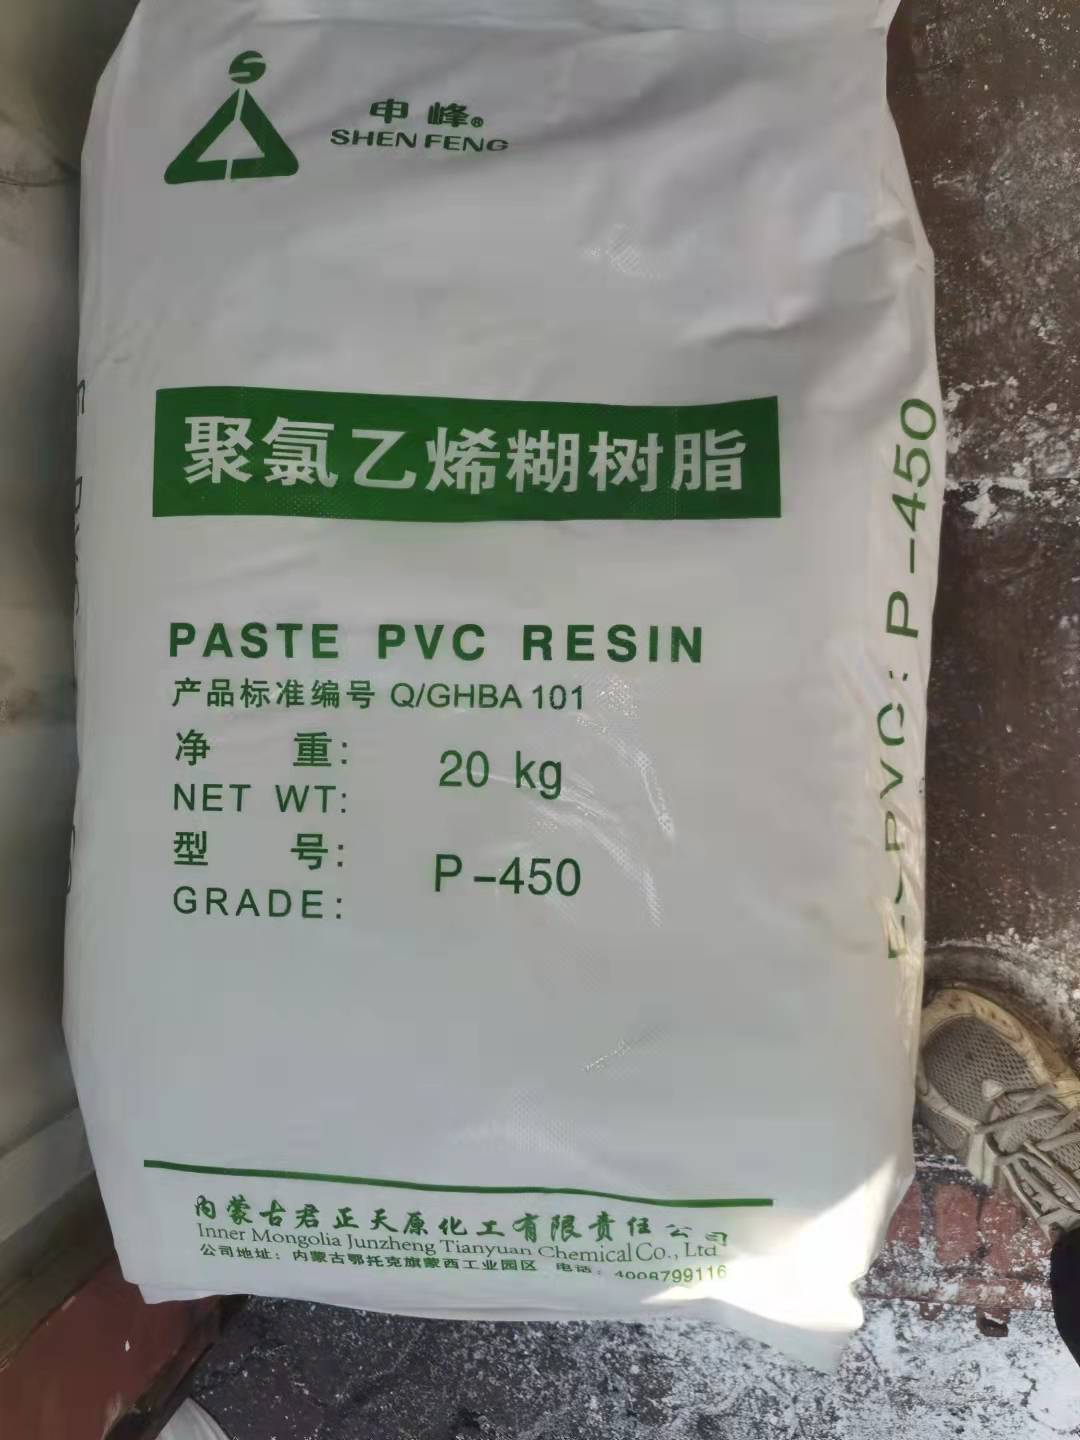 S
申峰®
SHEN FENG
聚氯乙烯糊树脂
PASTE PVC RESIN
产品标准编号 Q/GHBA 101
净 重:
20 kg
NET WT:
型 号:
P-450
GRADE:
内蒙古君正天原化工有限责任公司
Inner Mongolia Junzheng Tianyuan Chemical Co., Ltd
公司地址: 内蒙古鄂托克旗蒙西工业园区 电话: 4006799116
PVC: P-450